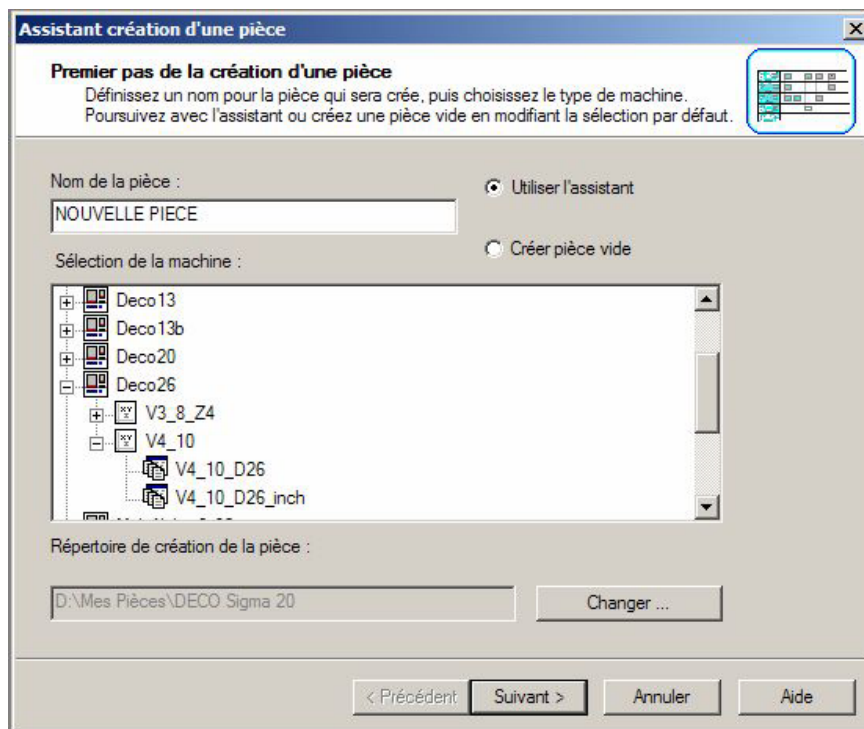 Assistant création d'une pièce
Premier pas de la création d'une pièce
Définissez un nom pour la pièce qui sera crée, puis choisissez le type de machine.
Poursuivez avec l'assistant ou créez une pièce vide en modifiant la sélection par défaut.
Nom de la pièce :
Utiliser l'assistant
NOUVELLE PIECE
Créer pièce vide
Sélection de la machine :
Deco13
Deco13b
Deco20
Deco26
V3_8_Z4
V4_10
V4_10_D26
V4_10_D26_inch
Répertoire de création de la pièce :
D:\Mes Pièces\DECO Sigma 20
Changer ...
< Précédent
Suivant >
Annuler
Aide